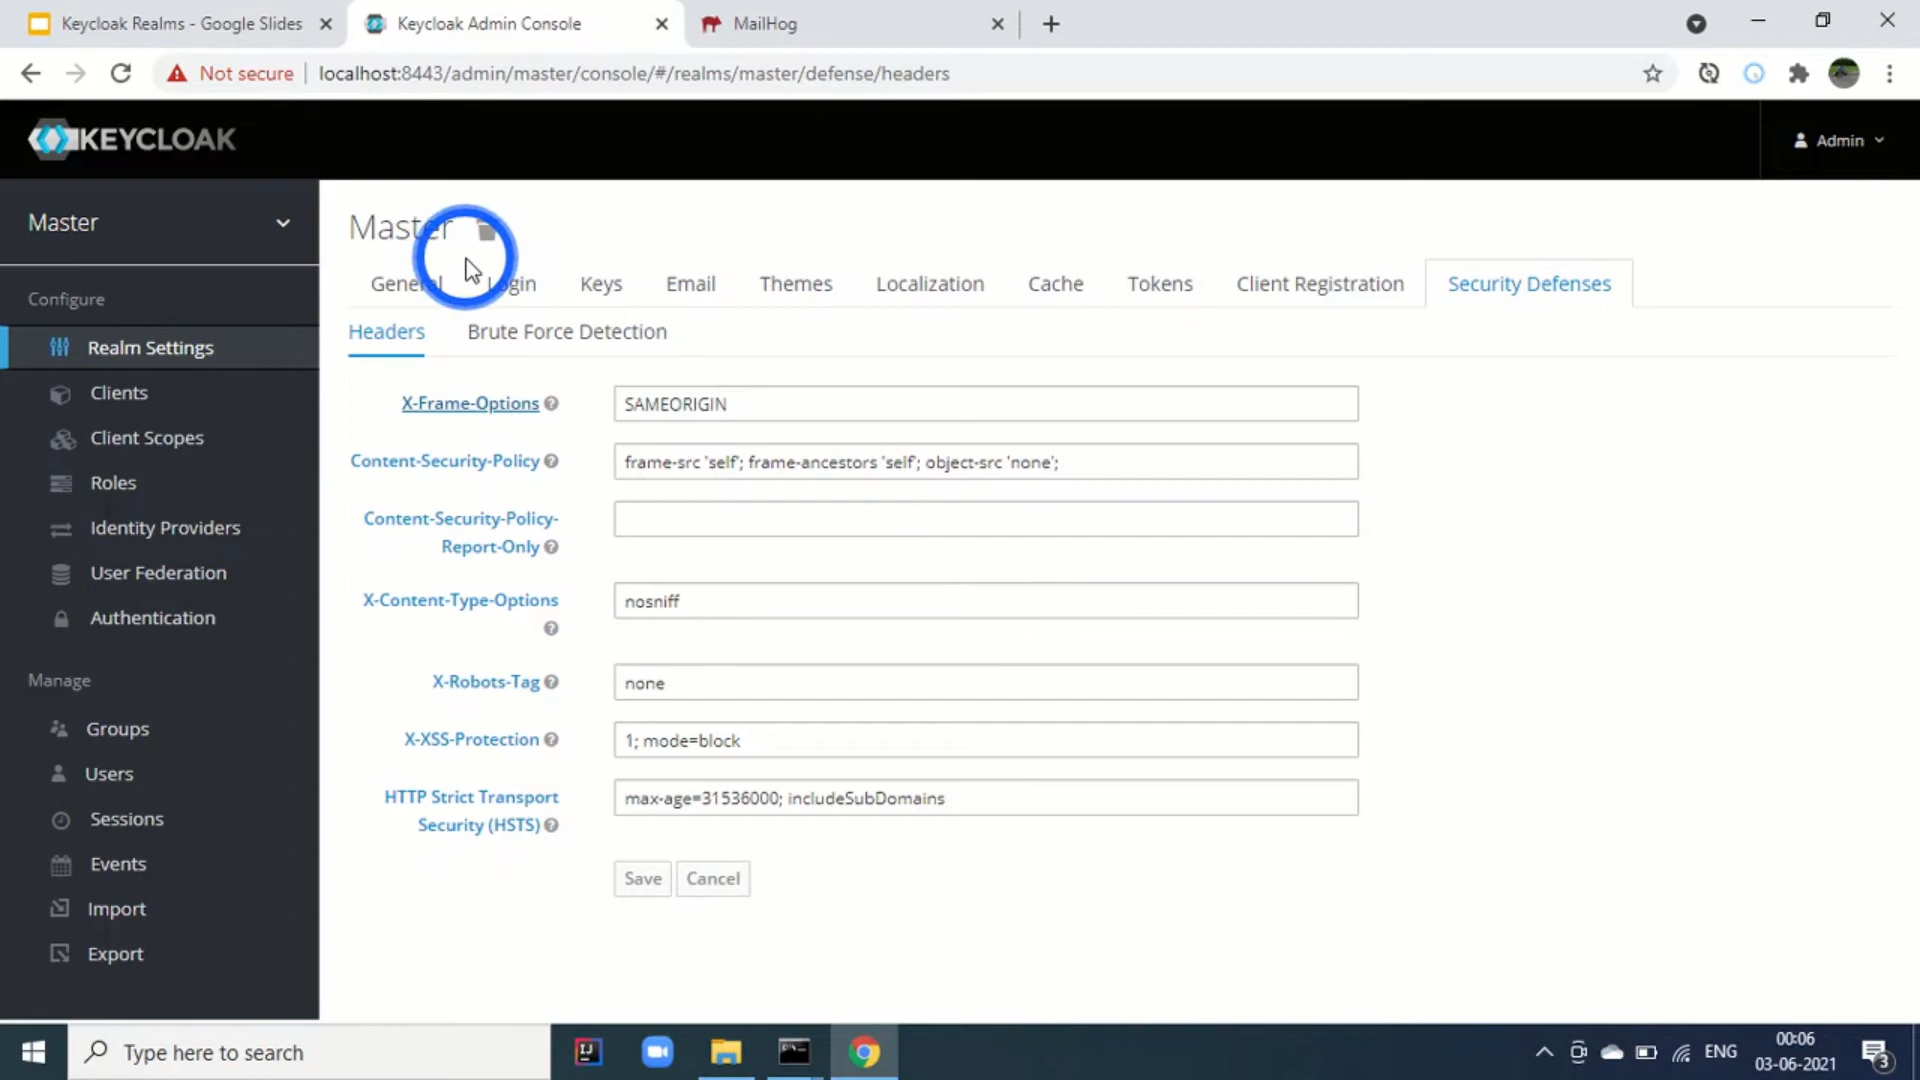 Keycloak Realms - Google Slides
Keycloak Admin Console
MailHog
Not secure
localhost:8443/admin/master/console/#/realms/master/defense/headers
KEYCLOAK
Admin
Master
Configure
Realm Settings
Clients
Client Scopes
Roles
Identity Providers
User Federation
Authentication
Manage
Groups
Users
Sessions
Events
Import
Export
Master
General Login Keys Email Themes Localization Cache Tokens Client Registration Security Defenses
Headers Brute Force Detection
X-Frame-Options SAMEORIGIN
Content-Security-Policy frame-src 'self'; frame-ancestors 'self'; object-src 'none';
Content-Security-Policy-
Report-Only
X-Content-Type-Options nosniff
X-Robots-Tag none
X-XSS-Protection 1; mode=block
HTTP Strict Transport max-age=31536000; includeSubDomains
Security (HSTS)
Save Cancel
Type here to search
IJ
ENG
00:06
03-06-2021
3